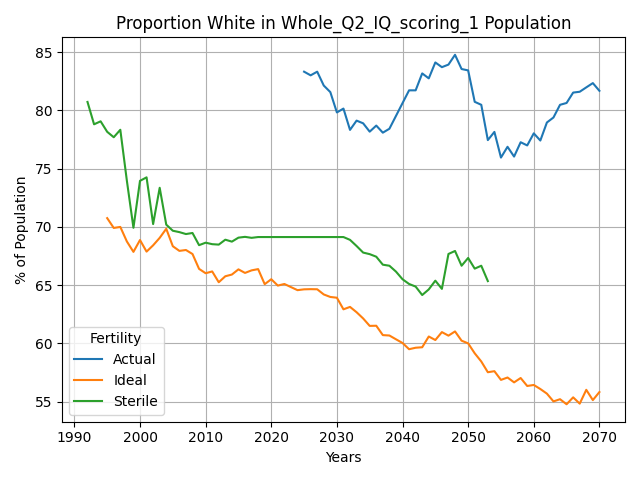 Proportion White in Whole_Q2_IQ_scoring_1 Population
% of Population
85
80
75
70
65
60
55
Fertility
Actual
Ideal
Sterile
1990 2000 2010 2020 2030 2040 2050 2060 2070
Years